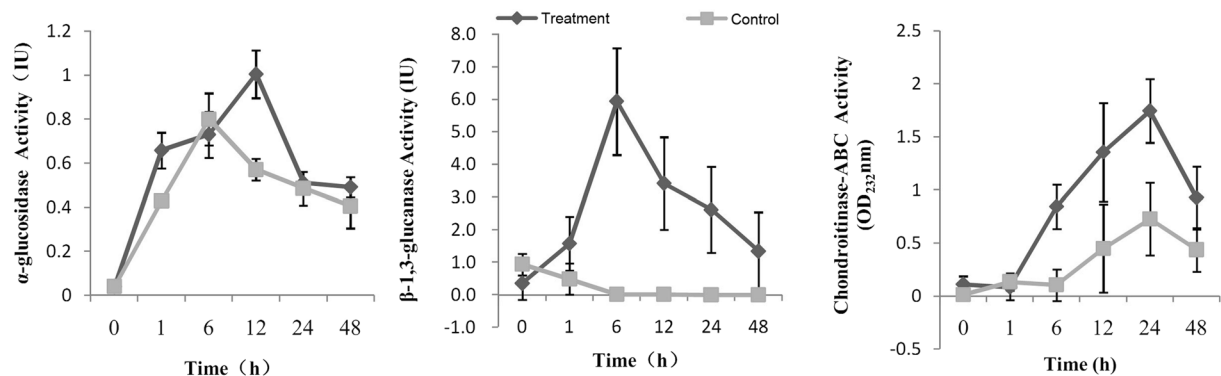 Treatment Control
α-glucosidase Activity (IU)
1.2
1
0.8
0.6
0.4
0.2
0
0 1 6 12 24 48
Time (h)
β-1,3-glucanase Activity (IU)
8.0
7.0
6.0
5.0
4.0
3.0
2.0
1.0
0.0
-1.0
0 1 6 12 24 48
Time (h)
Chondroitinase-ABC Activity
(OD232nm)
2.5
2
1.5
1
0.5
0
-0.5
0 1 6 12 24 48
Time (h)